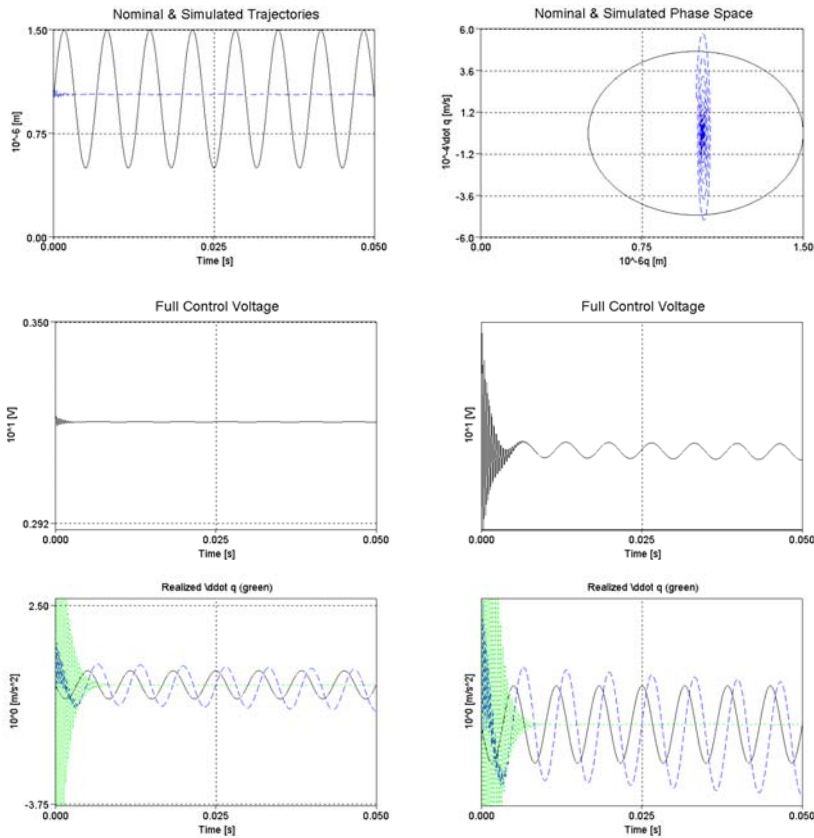 Nominal & Simulated Trajectories
1.50
0.75
0.00
10^-6 [m]
0.000
0.025
0.050
Time [s]
Nominal & Simulated Phase Space
6.0
3.6
1.2
-1.2
-3.6
-6.0
10^-4\dot q [m/s]
0.00
0.75
1.50
10^-6q [m]
Full Control Voltage
0.350
0.292
10^1 [V]
0.000
0.025
0.050
Time [s]
Full Control Voltage
10^1 [V]
0.000
0.025
0.050
Time [s]
Realized \ddot q (green)
2.50
-3.75
10^0 [m/s^2]
0.000
0.025
0.050
Time [s]
Realized \ddot q (green)
10^0 [m/s^2]
0.000
0.025
0.050
Time [s]